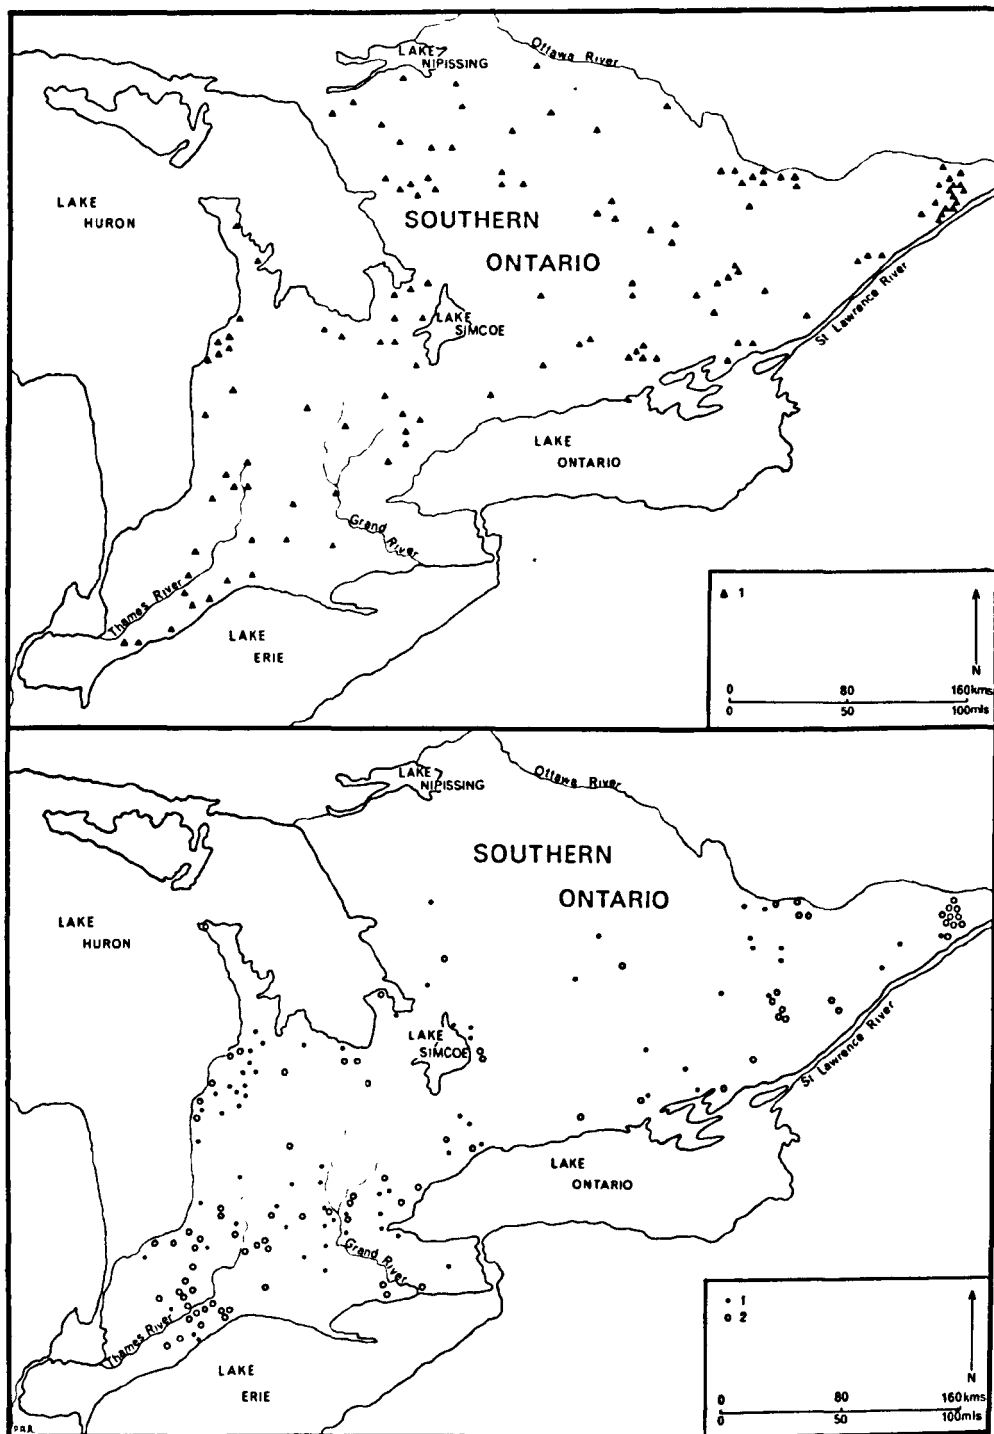 LAKE
NIPISSING
Ottawa River
LAKE
HURON
SOUTHERN
ONTARIO
LAKE
SIMCOE
St Lawrence River
LAKE
ONTARIO
Grand River
Thames River
LAKE
ERIE
1
N
0 80 160kms
0 50 100mls
LAKE
NIPISSING
Ottawa River
SOUTHERN
ONTARIO
LAKE
HURON
LAKE
SIMCOE
St Lawrence River
LAKE
ONTARIO
Grand River
Thames River
LAKE
ERIE
1
2
N
0 80 160kms
0 50 100mls